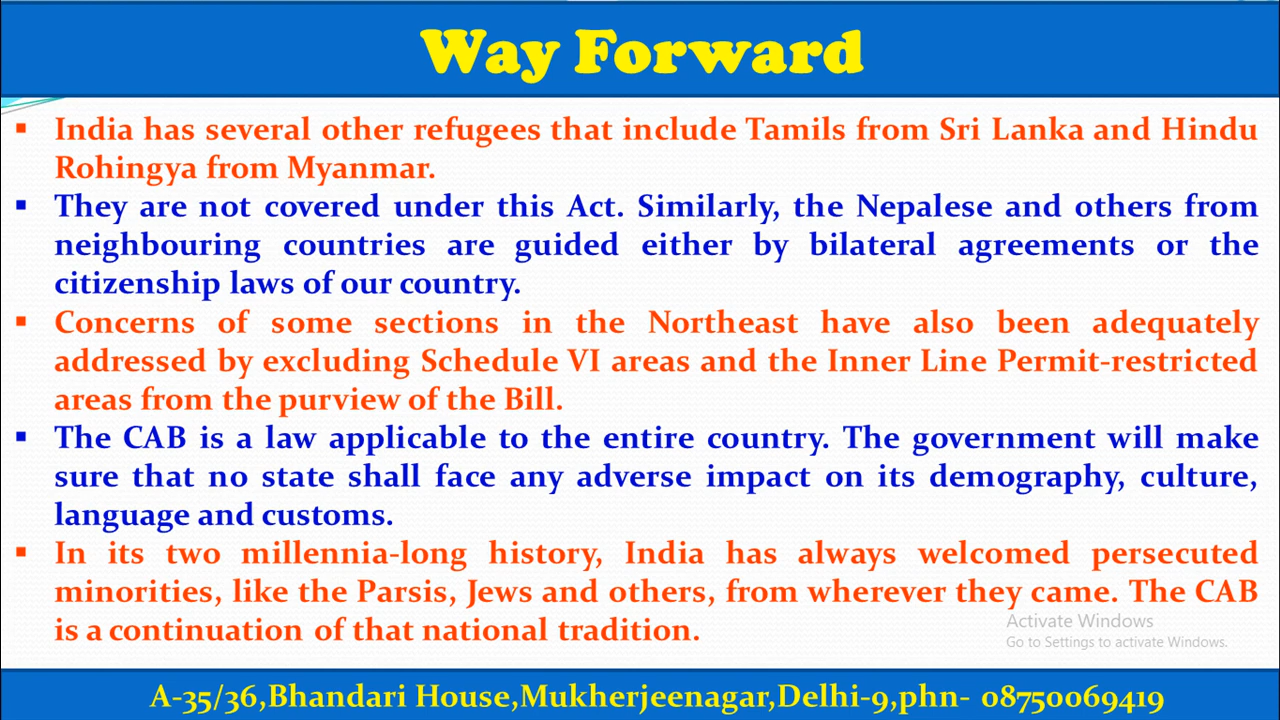 Way Forward
▪ India has several other refugees that include Tamils from Sri Lanka and Hindu
Rohingya from Myanmar.
▪ They are not covered under this Act. Similarly, the Nepalese and others from
neighbouring countries are guided either by bilateral agreements or the
citizenship laws of our country.
▪ Concerns of some sections in the Northeast have also been adequately
addressed by excluding Schedule VI areas and the Inner Line Permit-restricted
areas from the purview of the Bill.
▪ The CAB is a law applicable to the entire country. The government will make
sure that no state shall face any adverse impact on its demography, culture,
language and customs.
▪ In its two millennia-long history, India has always welcomed persecuted
minorities, like the Parsis, Jews and others, from wherever they came. The CAB
is a continuation of that national tradition.
Activate Windows
Go to Settings to activate Windows.
A-35/36,Bhandari House,Mukherjeenagar,Delhi-9,phn- 08750069419